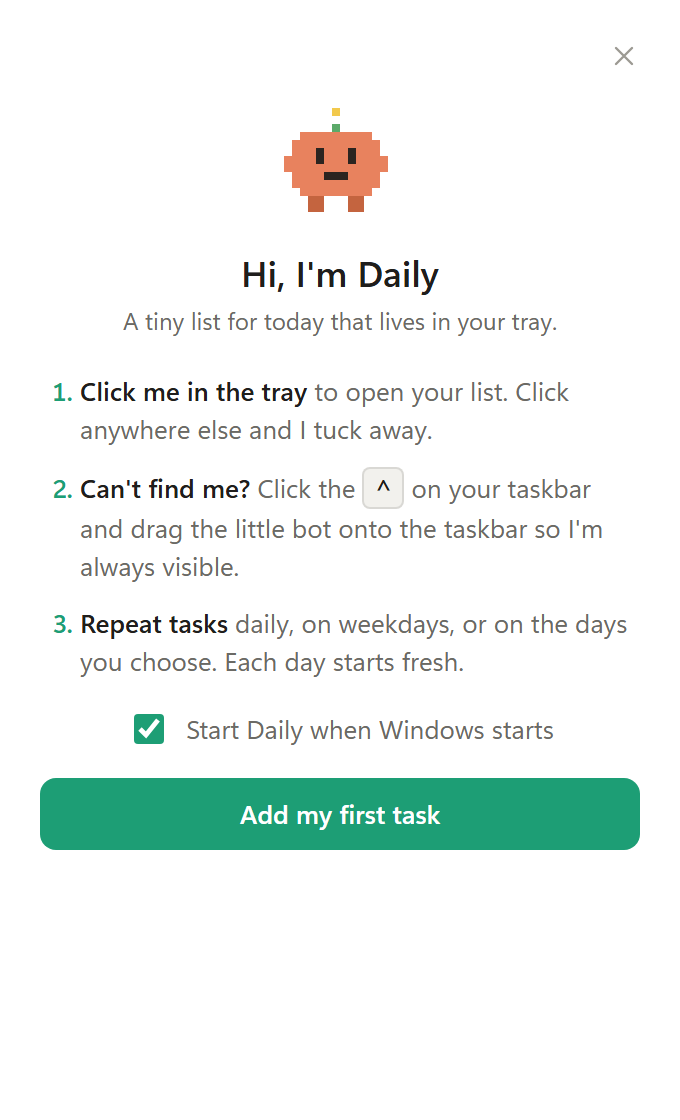 Hi, I'm Daily
A tiny list for today that lives in your tray.
1. Click me in the tray to open your list. Click
anywhere else and I tuck away.
2. Can't find me? Click the ^ on your taskbar
and drag the little bot onto the taskbar so I'm
always visible.
3. Repeat tasks daily, on weekdays, or on the days
you choose. Each day starts fresh.
Start Daily when Windows starts
Add my first task